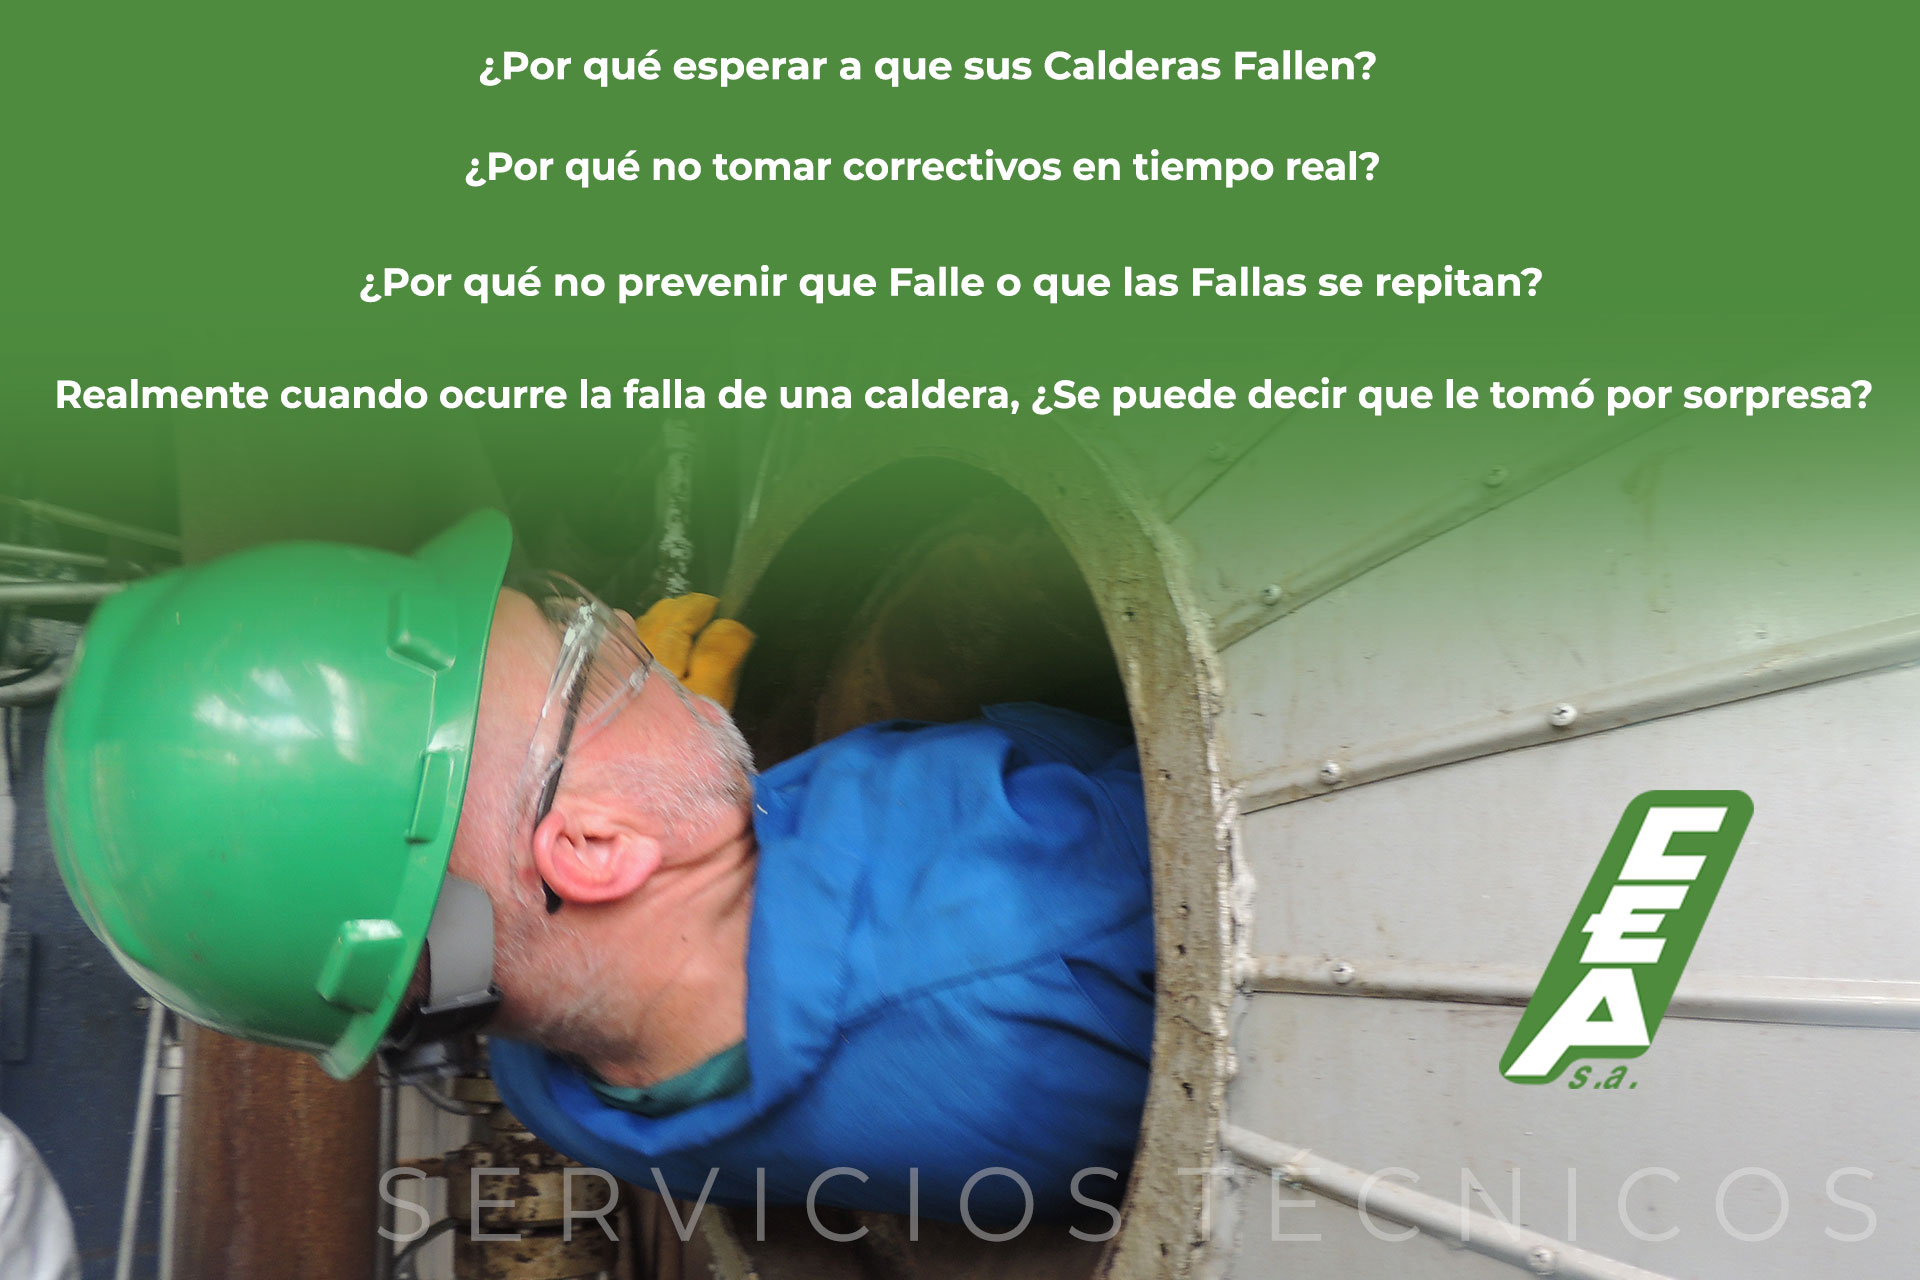 ¿Por qué esperar a que sus Calderas Fallen?
¿Por qué no tomar correctivos en tiempo real?
¿Por qué no prevenir que Falle o que las Fallas se repitan?
Realmente cuando ocurre la falla de una caldera, ¿Se puede decir que le tomó por sorpresa?
CEA
s.a.
SERVICIOS TECNICOS